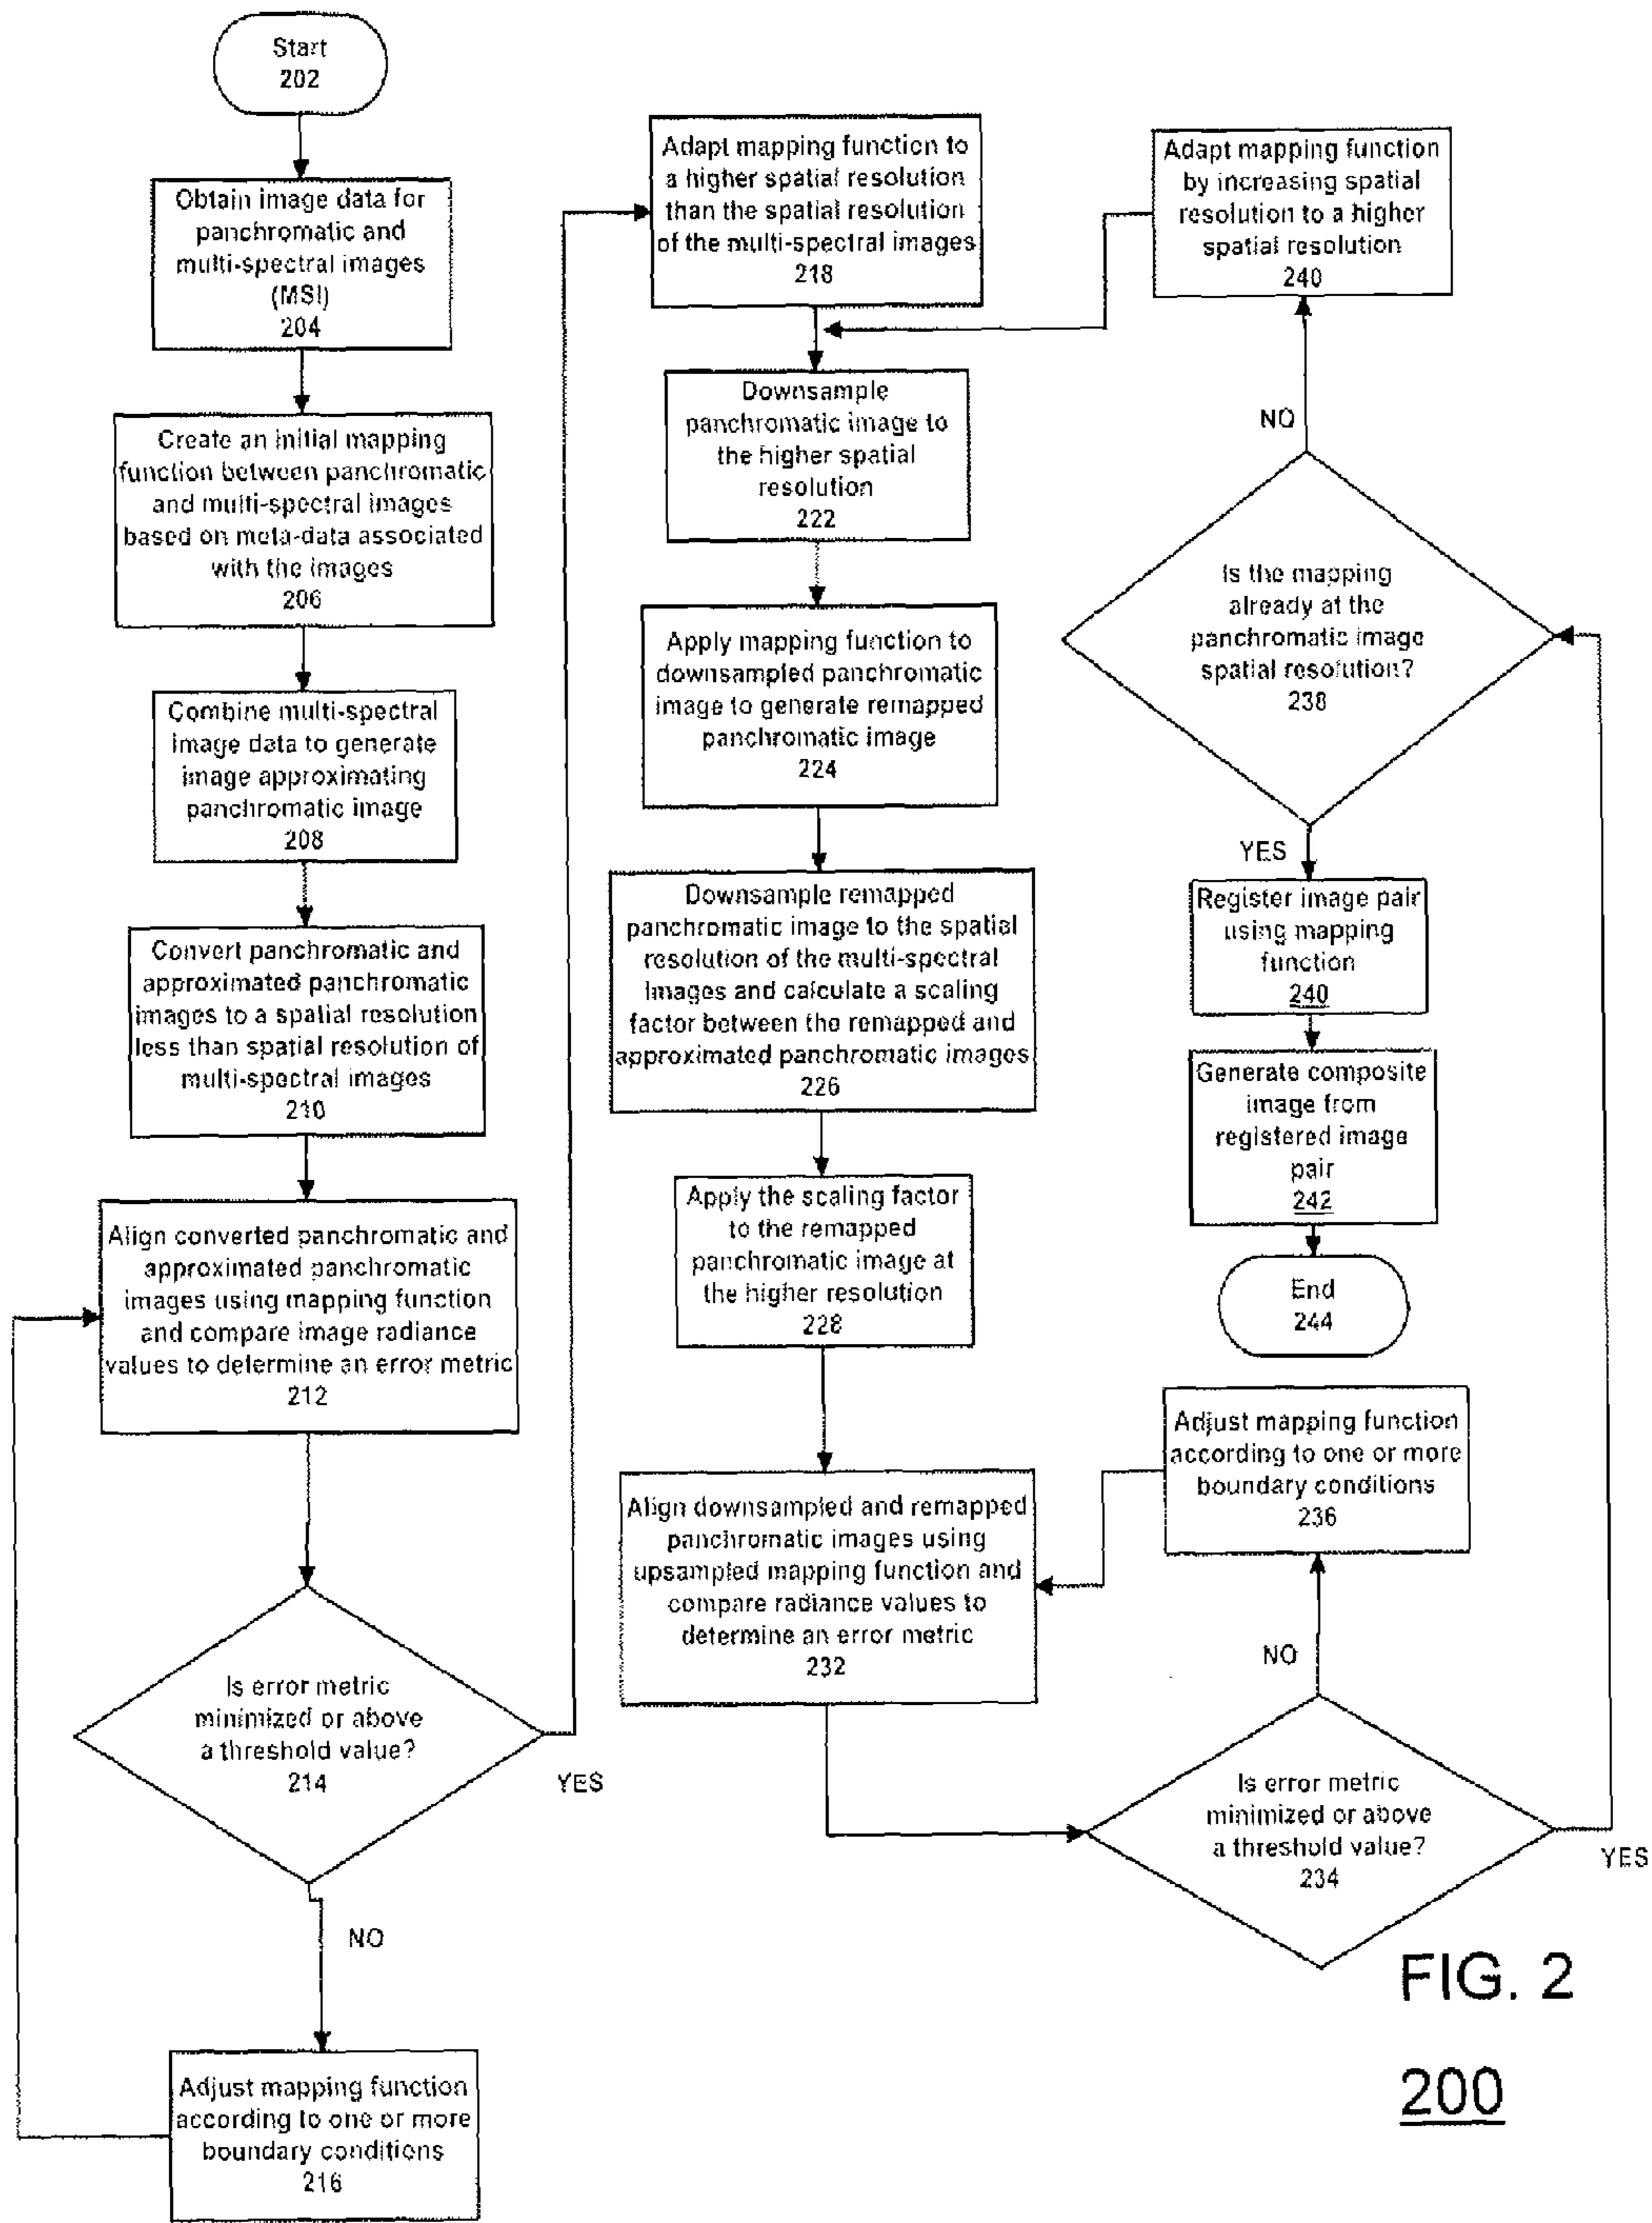 Start
202
Obtain image data for
panchromatic and
multi-spectral images
(MSI)
204
Create an initial mapping
function between panchromatic
and multi-spectral images
based on meta-data associated
with the images
206
Combine multi-spectral
image data to generate
image approximating
panchromatic image
208
Convert panchromatic and
approximated panchromatic
images to a spatial resolution
less than spatial resolution of
multi-spectral images
210
Align converted panchromatic and
approximated panchromatic
images using mapping function
and compare image radiance
values to determine an error metric
212
Is error metric
minimized or above
a threshold value?
214
YES
NO
Adjust mapping function
according to one or more
boundary conditions
216
Adapt mapping function to
a higher spatial resolution
than the spatial resolution
of the multi-spectral images
218
Downsample
panchromatic image to
the higher spatial
resolution
222
Apply mapping function to
downsampled panchromatic
image to generate remapped
panchromatic image
224
Downsample remapped
panchromatic image to the spatial
resolution of the multi-spectral
Images and calculate a scaling
factor between the remapped and
approximated panchromatic images
226
Apply the scaling factor
to the remapped
panchromatic image at
the higher resolution
228
Align downsampled and remapped
panchromatic images using
upsampled mapping function and
compare radiance values to
determine an error metric
232
Is error metric
minimized or above
a threshold value?
234
YES
NO
Adjust mapping function
according to one or more
boundary conditions
236
Is the mapping
already at the
panchromatic image
spatial resolution?
238
NO
Adapt mapping function
by increasing spatial
resolution to a higher
spatial resolution
240
YES
Register image pair
using mapping
function
240
Generate composite
image from
registered image
pair
242
End
244
FIG. 2
200